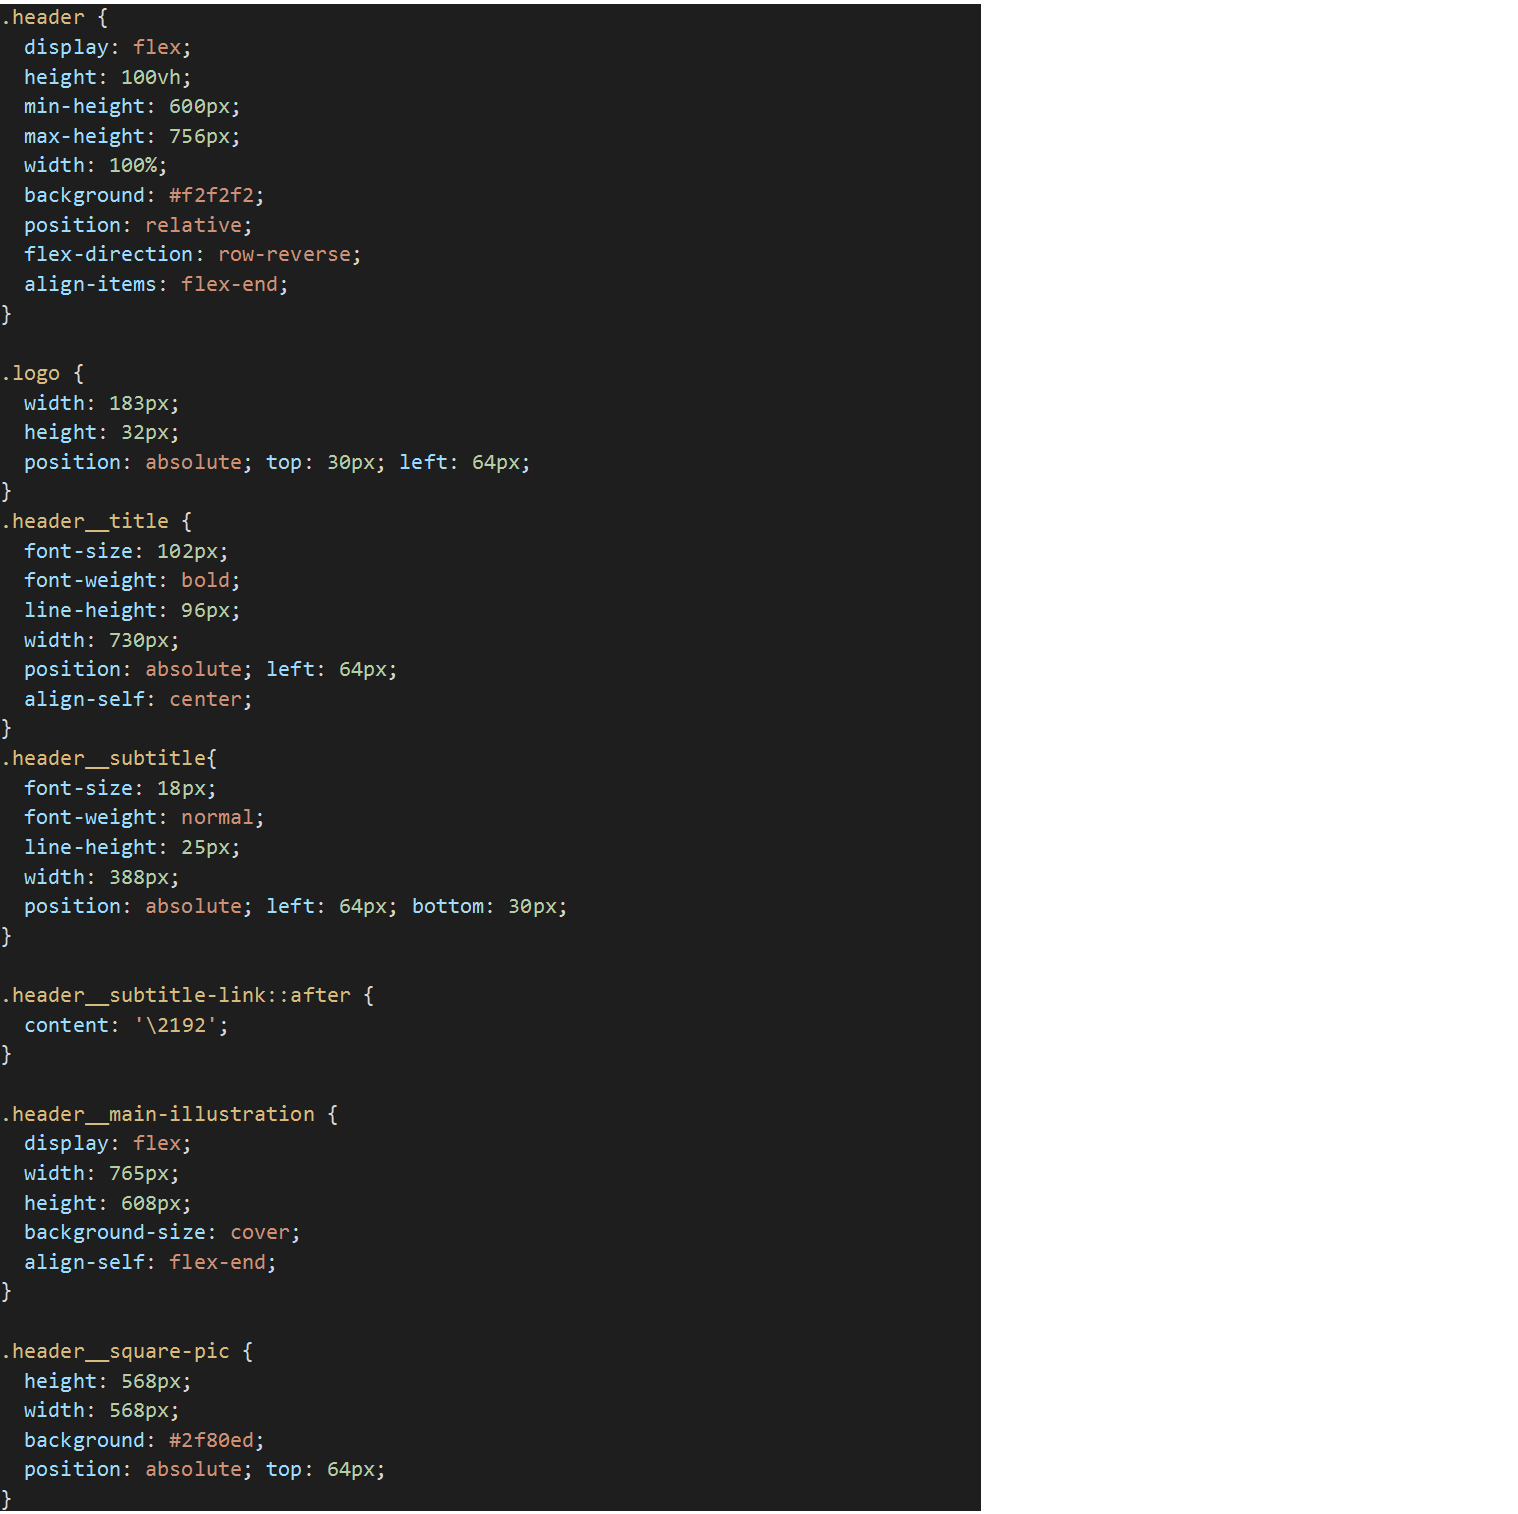 .header {
  display: flex;
  height: 100vh;
  min-height: 600px;
  max-height: 756px;
  width: 100%;
  background: #f2f2f2;
  position: relative;
  flex-direction: row-reverse;
  align-items: flex-end;
}

.logo {
  width: 183px;
  height: 32px;
  position: absolute; top: 30px; left: 64px;
}
.header__title {
  font-size: 102px;
  font-weight: bold;
  line-height: 96px;
  width: 730px;
  position: absolute; left: 64px;
  align-self: center;
}
.header__subtitle{
  font-size: 18px;
  font-weight: normal;
  line-height: 25px;
  width: 388px;
  position: absolute; left: 64px; bottom: 30px;
}

.header__subtitle-link::after {
  content: '\2192';
}

.header__main-illustration {
  display: flex;
  width: 765px;
  height: 608px;
  background-size: cover;
  align-self: flex-end;
}

.header__square-pic {
  height: 568px;
  width: 568px;
  background: #2f80ed;
  position: absolute; top: 64px;
}